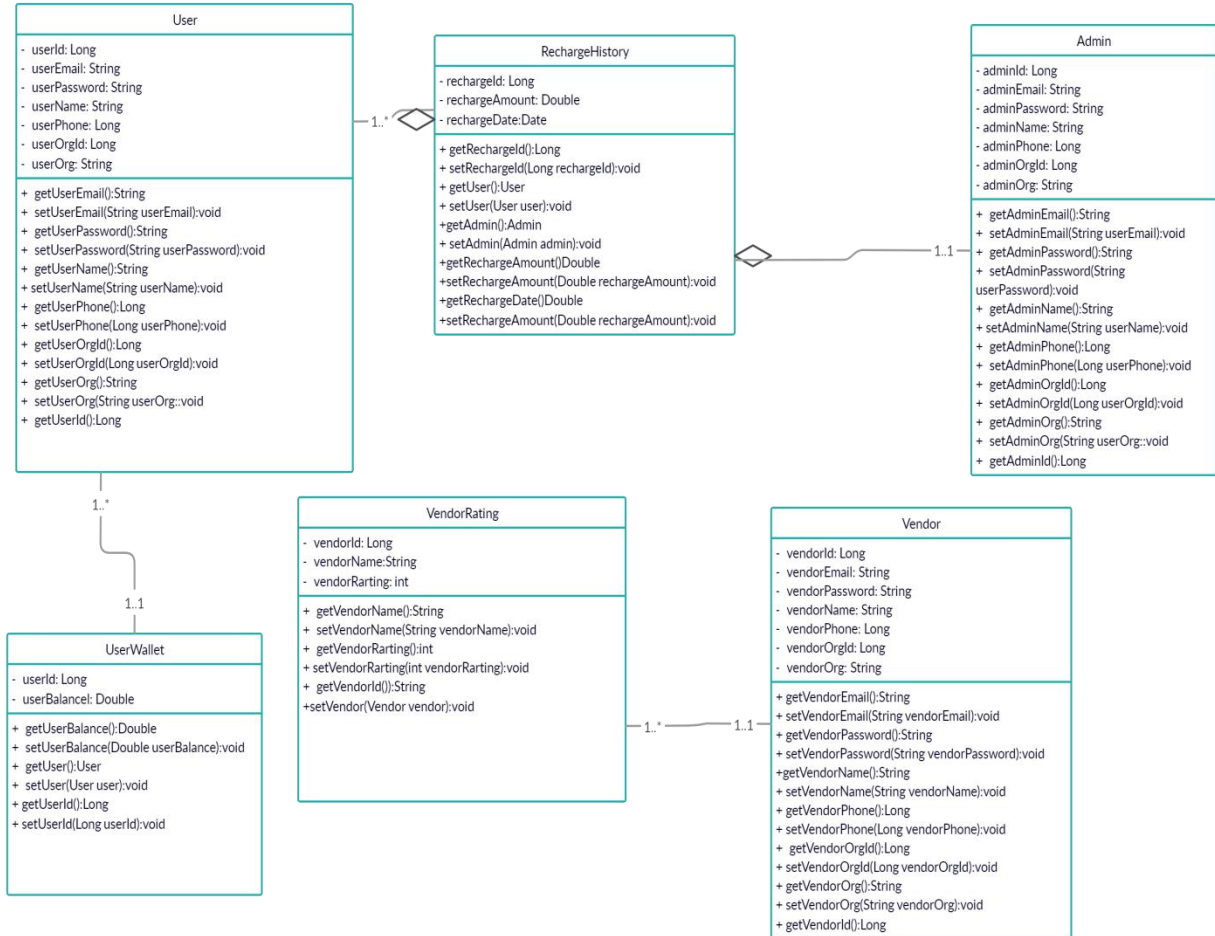 User
- userId: Long
- userEmail: String
- userPassword: String
- userName: String
- userPhone: Long
- userOrgId: Long
- userOrg: String
+ getUserEmail():String
+ setUserEmail(String userEmail):void
+ getUserPassword():String
+ setUserPassword(String userPassword):void
+ getUserName():String
+ setUserName(String userName):void
+ getUserPhone():Long
+ setUserPhone(Long userPhone):void
+ getUserOrgId():Long
+ setUserOrgId(Long userOrgId):void
+ getUserOrg():String
+ setUserOrg(String userOrg::void
+ getUserId():Long
1..*
RechargeHistory
- rechargeId: Long
- rechargeAmount: Double
- rechargeDate:Date
+ getRechargeId():Long
+ setRechargeId(Long rechargeId):void
+ getUser():User
+ setUser(User user):void
+getAdmin():Admin
+ setAdmin(Admin admin):void
+getRechargeAmount()Double
+setRechargeAmount(Double rechargeAmount):void
+getRechargeDate()Double
+setRechargeAmount(Double rechargeAmount):void
1..1
Admin
- adminId: Long
- adminEmail: String
- adminPassword: String
- adminName: String
- adminPhone: Long
- adminOrgId: Long
- adminOrg: String
+ getAdminEmail():String
+ setAdminEmail(String userEmail):void
+ getAdminPassword():String
+ setAdminPassword(String
userPassword):void
+ getAdminName():String
+ setAdminName(String userName):void
+ getAdminPhone():Long
+ setAdminPhone(Long userPhone):void
+ getAdminOrgId():Long
+ setAdminOrgId(Long userOrgId):void
+ getAdminOrg():String
+ setAdminOrg(String userOrg::void
+ getAdminId():Long
1..*
1..1
UserWallet
- userId: Long
- userBalancel: Double
+ getUserBalance():Double
+ setUserBalance(Double userBalance):void
+ getUser():User
+ setUser(User user):void
+ getUserId():Long
+ setUserId(Long userId):void
VendorRating
- vendorId: Long
- vendorName:String
- vendorRarting: int
+ getVendorName():String
+ setVendorName(String vendorName):void
+ getVendorRarting():int
+ setVendorRarting(int vendorRarting):void
+ getVendorId()):String
+setVendor(Vendor vendor):void
1..*
1..1
Vendor
- vendorId: Long
- vendorEmail: String
- vendorPassword: String
- vendorName: String
- vendorPhone: Long
- vendorOrgId: Long
- vendorOrg: String
+ getVendorEmail():String
+ setVendorEmail(String vendorEmail):void
+ getVendorPassword():String
+ setVendorPassword(String vendorPassword):void
+getVendorName():String
+ setVendorName(String vendorName):void
+ getVendorPhone():Long
+ setVendorPhone(Long vendorPhone):void
+ getVendorOrgId():Long
+ setVendorOrgId(Long vendorOrgId):void
+ getVendorOrg():String
+ setVendorOrg(String vendorOrg):void
+ getVendorId():Long